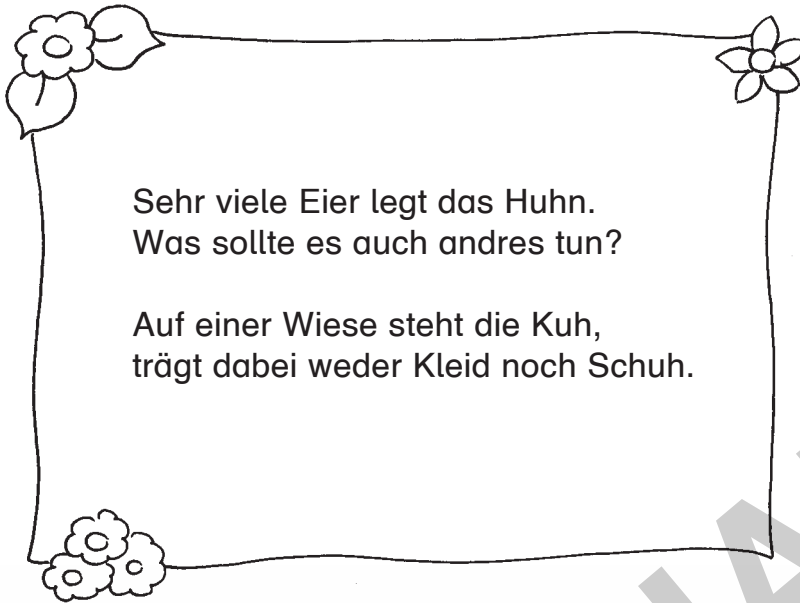 Sehr viele Eier legt das Huhn.
Was sollte es auch andres tun?
Auf einer Wiese steht die Kuh,
trägt dabei weder Kleid noch Schuh.